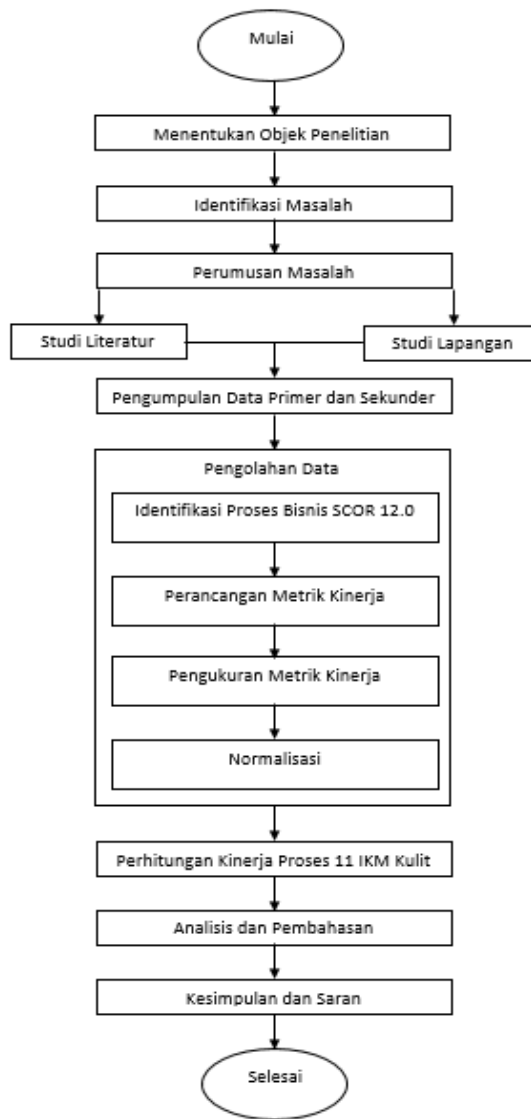 Mulai
Menentukan Objek Penelitian
Identifikasi Masalah
Perumusan Masalah
Studi Literatur
Studi Lapangan
Pengumpulan Data Primer dan Sekunder
Pengolahan Data
Identifikasi Proses Bisnis SCOR 12.0
Perancangan Metrik Kinerja
Pengukuran Metrik Kinerja
Normalisasi
Perhitungan Kinerja Proses 11 IKM Kulit
Analisis dan Pembahasan
Kesimpulan dan Saran
Selesai